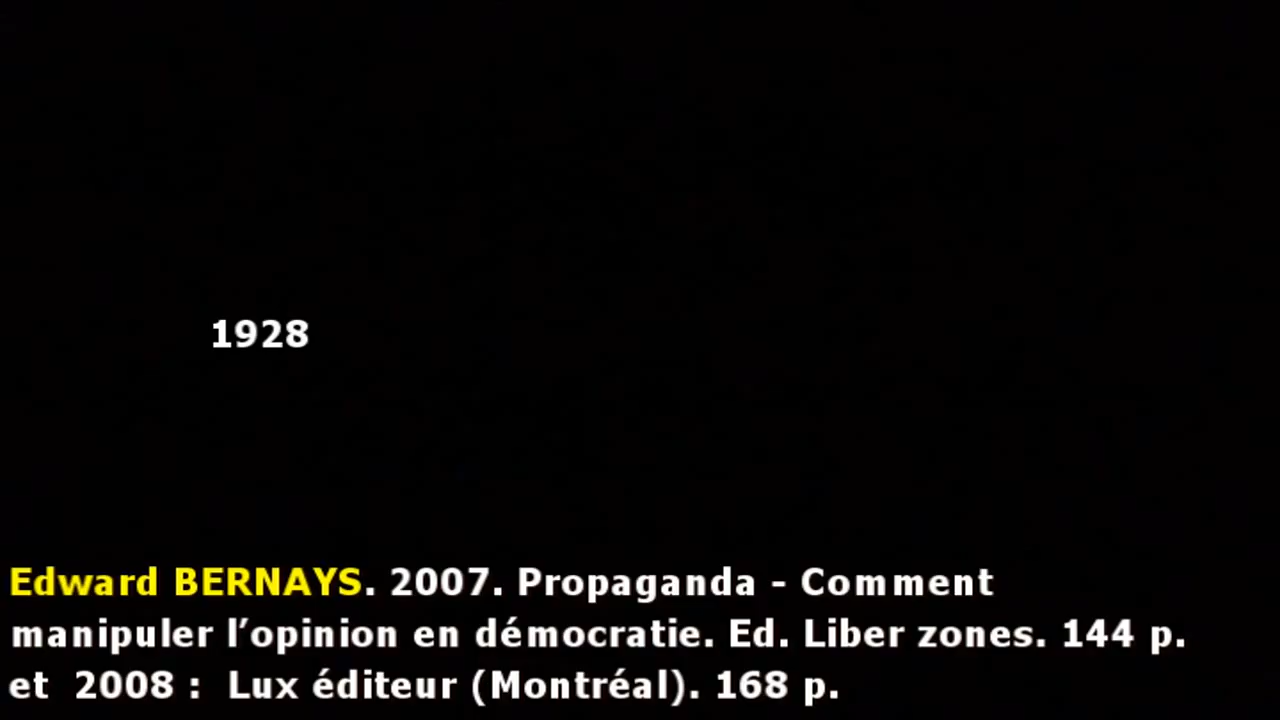 1928
Edward BERNAYS. 2007. Propaganda - Comment
manipuler l’opinion en démocratie. Ed. Liber zones. 144 p.
et  2008 :  Lux éditeur (Montréal). 168 p.